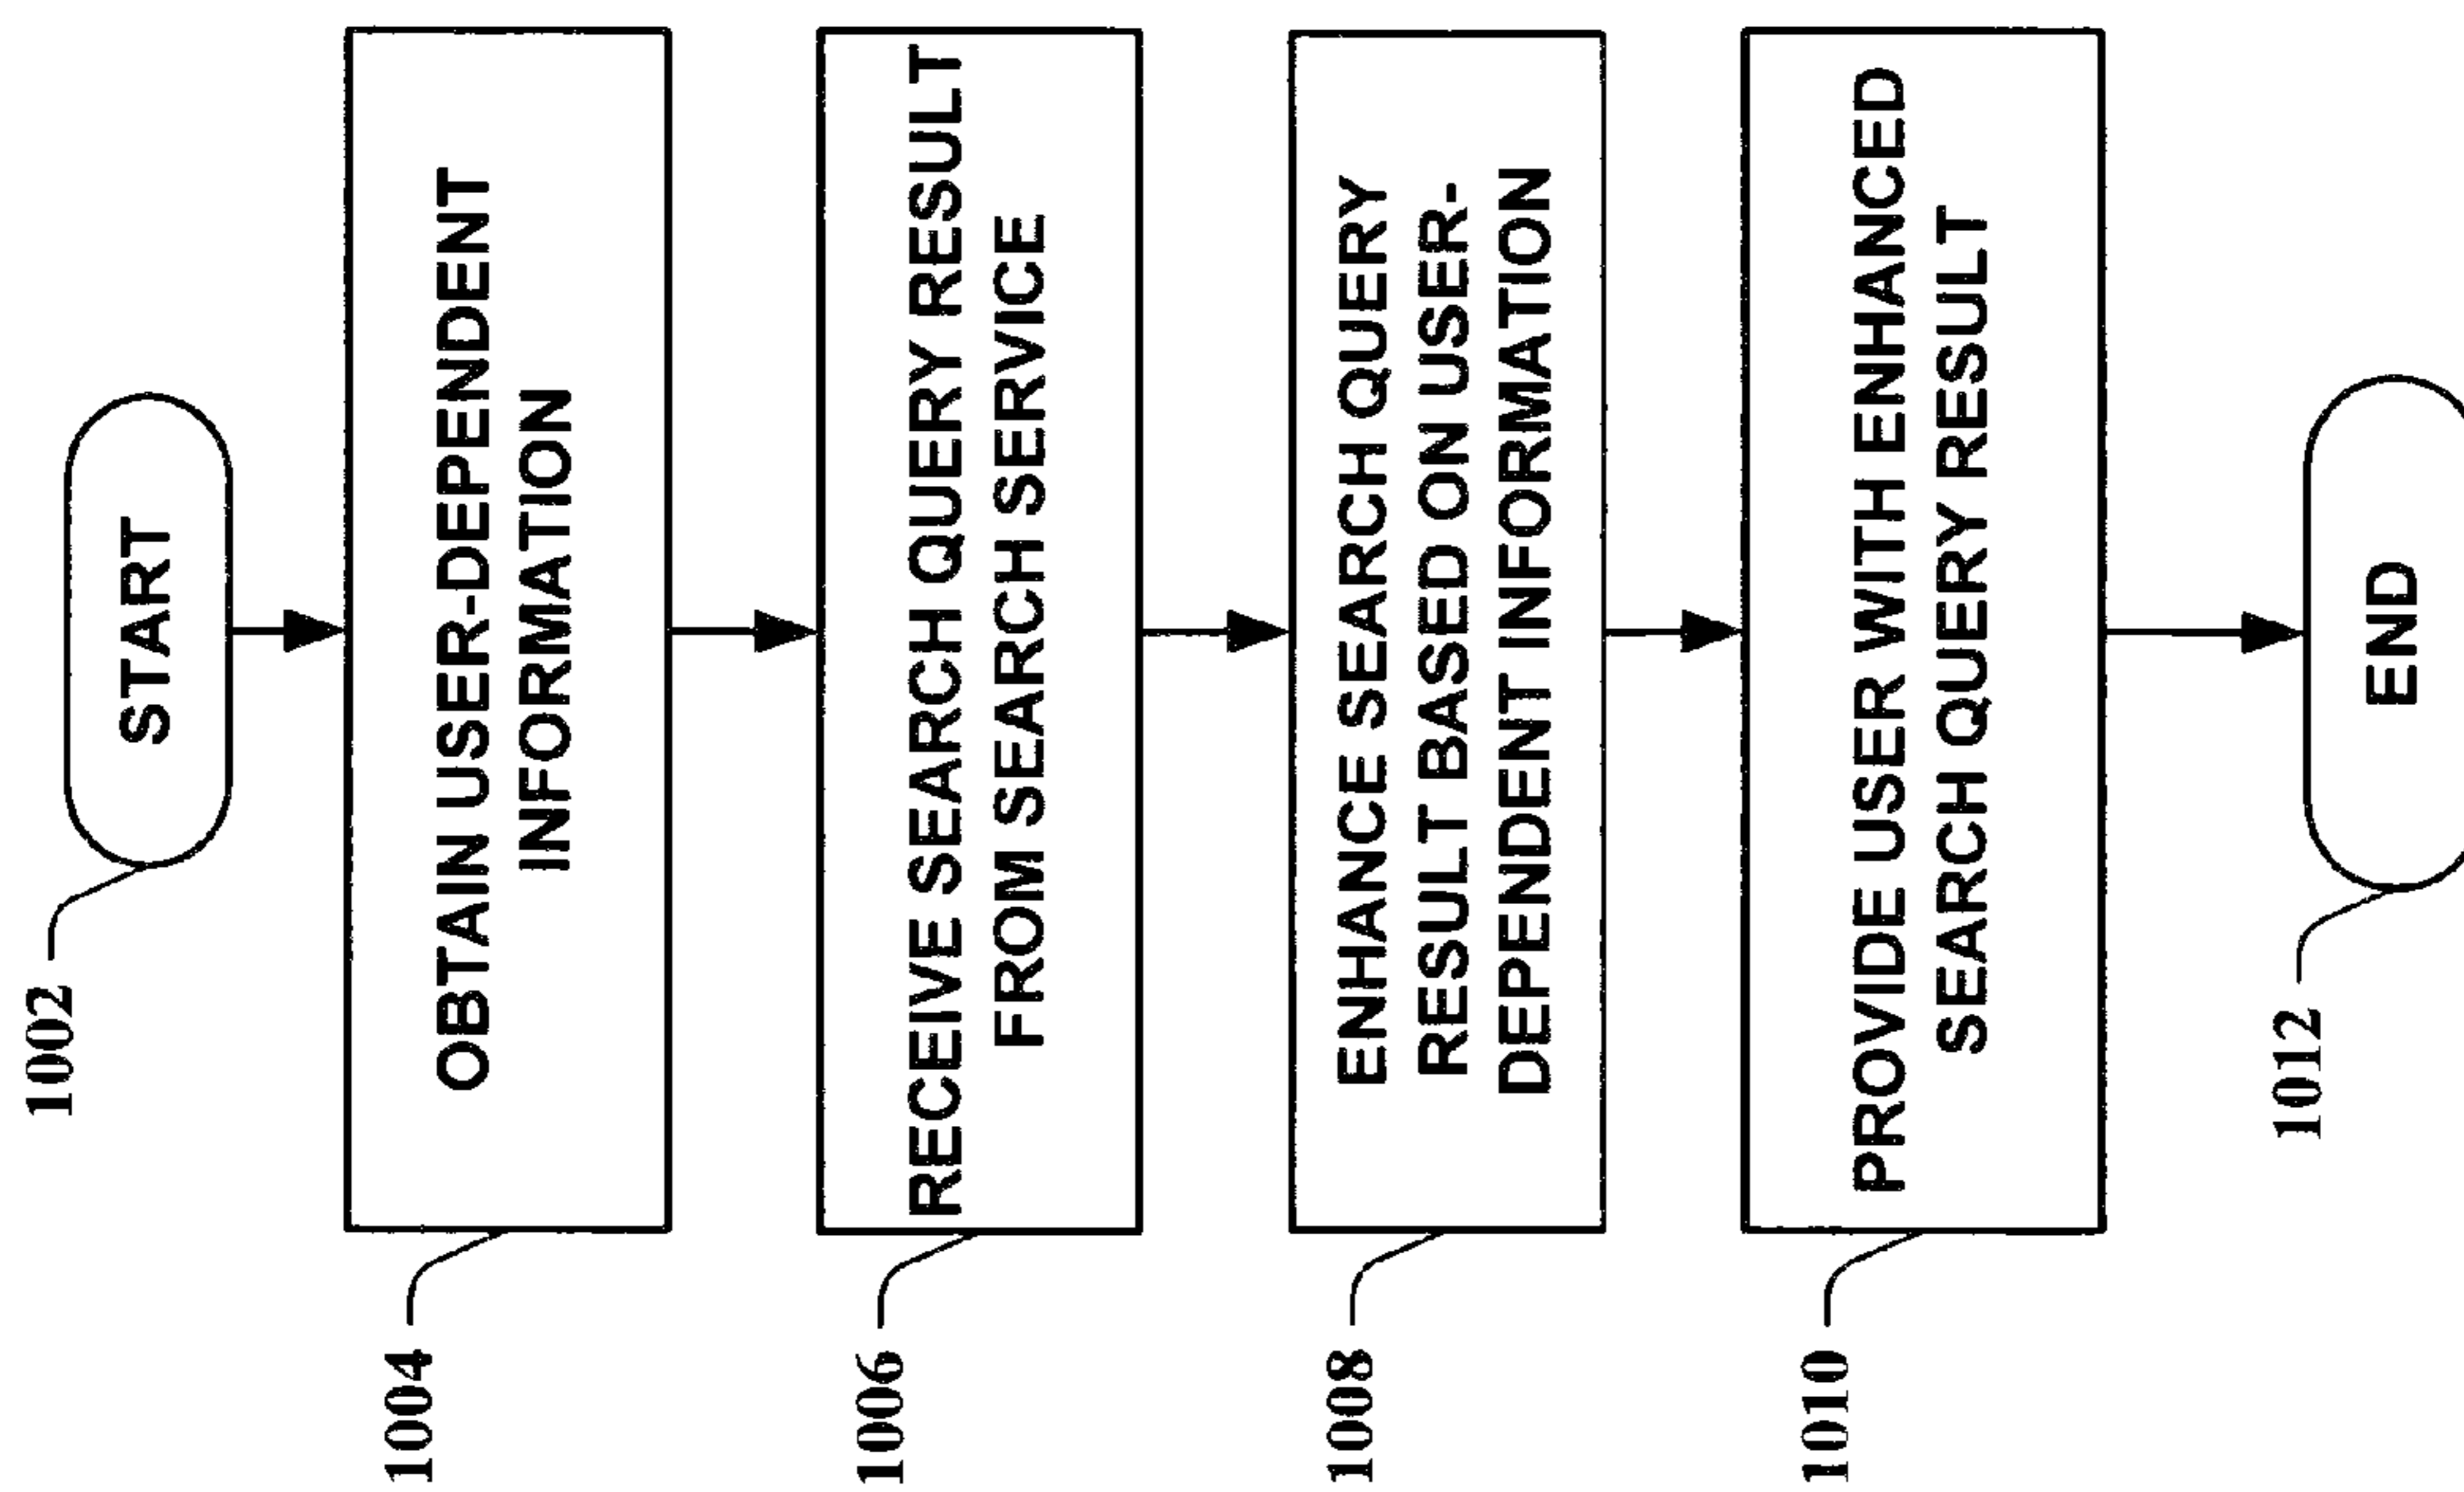 START
1002
OBTAIN USER-DEPENDENT
INFORMATION
1004
RECEIVE SEARCH QUERY RESULT
FROM SEARCH SERVICE
1006
ENHANCE SEARCH QUERY
RESULT BASED ON USER-
DEPENDENT INFORMATION
1008
PROVIDE USER WITH ENHANCED
SEARCH QUERY RESULT
1010
END
1012